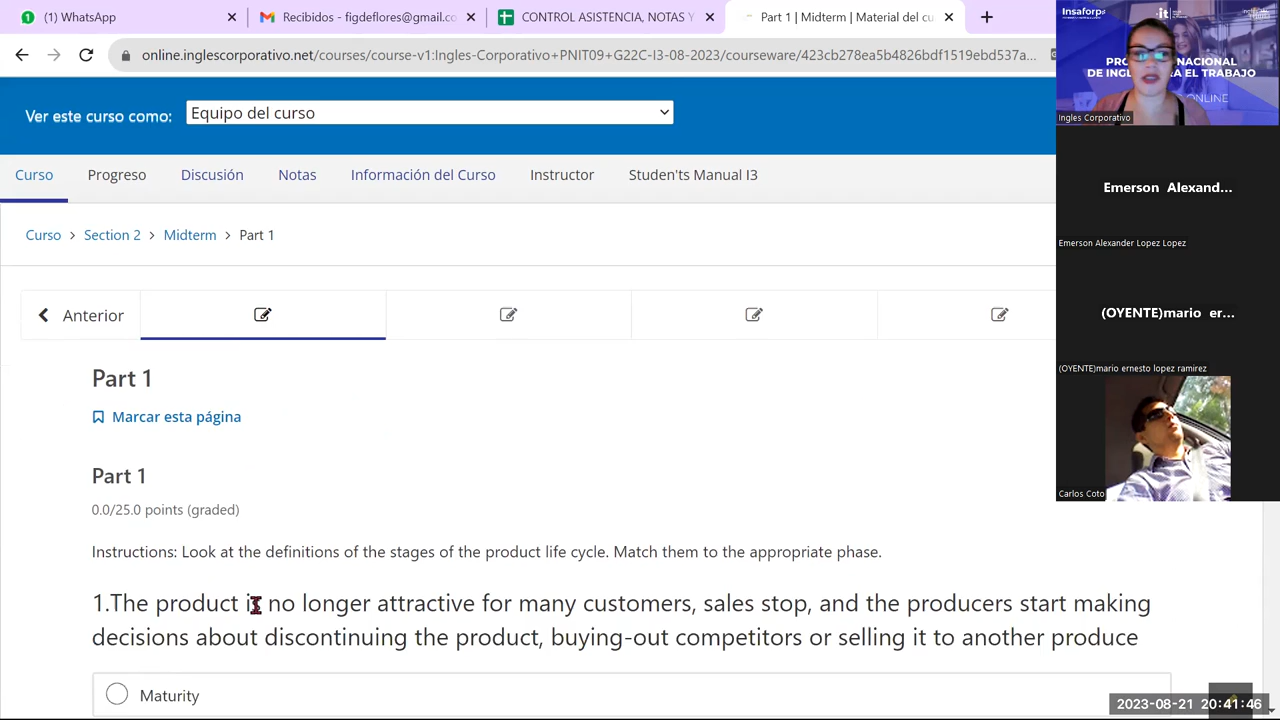 (1) WhatsApp
Recibidos - figdmfigdm@gmail.cc
CONTROL ASISTENCIA NOTAS Y
Part 1 | Midterm | Material del cu
online.inglescorporativo.net/courses/course-v1:Ingles-Corporativo+PNIT09+G22C-I3-08-2023/courseware/423cb278ea5b4826bdf1519ebd537a...
Ver este curso como:
Equipo del curso
Curso
Progreso
Discusión
Notas
Información del Curso
Instructor
Studen'ts Manual I3
Curso > Section 2 > Midterm > Part 1
Anterior
Part 1
Marcar esta página
Part 1
0.0/25.0 points (graded)
Instructions: Look at the definitions of the stages of the product life cycle. Match them to the appropriate phase.
1.The product is no longer attractive for many customers, sales stop, and the producers start making
decisions about discontinuing the product, buying-out competitors or selling it to another produce
Maturity
Insaforp
Ingles Corporativo
Emerson Alexand...
Emerson Alexander Lopez Lopez
(OYENTE)mario er...
(OYENTE)mario ernesto lopez ramirez
Carlos Coto
2023-08-21 20:41:46